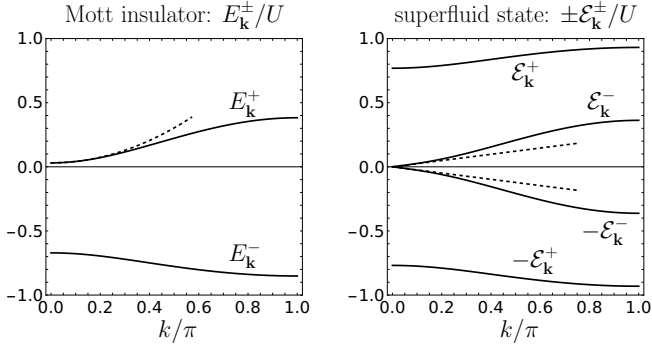 Mott insulator: E_k^±/U
superfluid state: ±ℰ_k^±/U
1.0
0.5
0.0
−0.5
−1.0
E_k^+
E_k^−
0.0 0.2 0.4 0.6 0.8 1.0
k/π
1.0
0.5
0.0
−0.5
−1.0
ℰ_k^+
ℰ_k^−
−ℰ_k^−
−ℰ_k^+
0.0 0.2 0.4 0.6 0.8 1.0
k/π